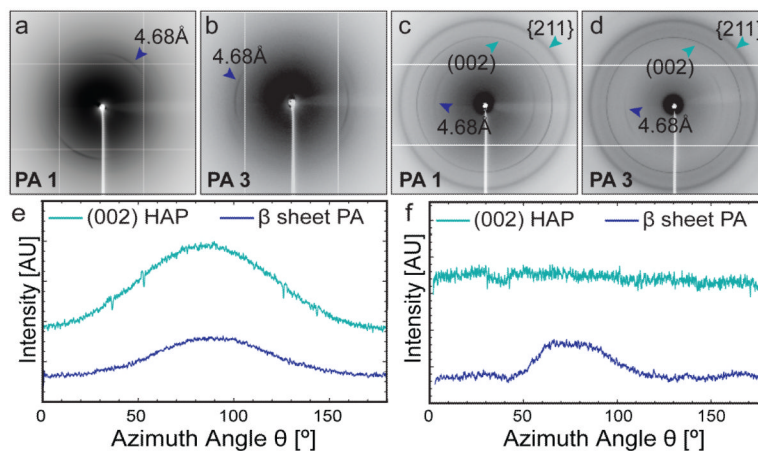 a
4.68Å
PA 1
b
4.68Å
PA 3
c
{211}
(002)
4.68Å
PA 1
d
{211}
(002)
4.68Å
PA 3
e
(002) HAP
β sheet PA
Intensity [AU]
0
50
100
150
Azimuth Angle θ [º]
f
(002) HAP
β sheet PA
Intensity [AU]
0
50
100
150
Azimuth Angle θ [º]